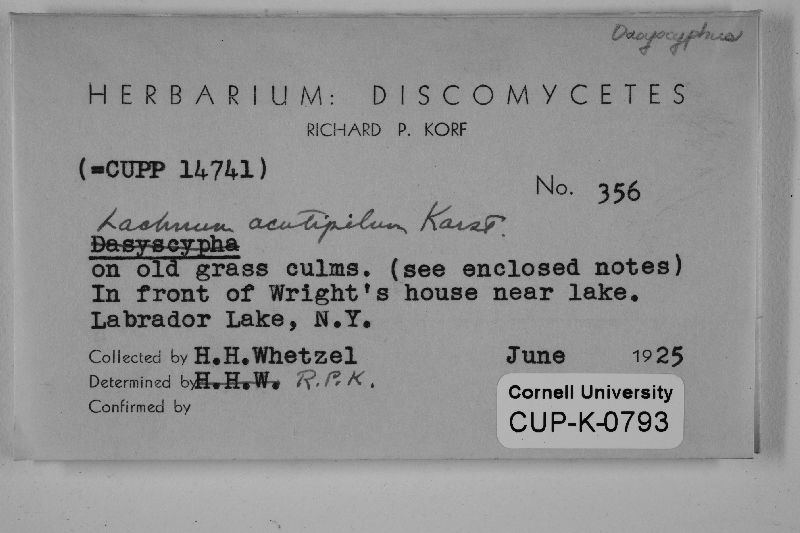 Dasyscyphus
HERBARIUM: DISCOMYCETES
RICHARD P. KORF
(=CUPP 14741)
No. 356
Lachnum acutipilum Karst.
Dasyscypha
on old grass culms. (see enclosed notes)
In front of Wright's house near lake.
Labrador Lake, N.Y.
Collected by H.H.Whetzel June 1925
Determined by H.H.W. R.P.K.
Confirmed by
Cornell University
CUP-K-0793